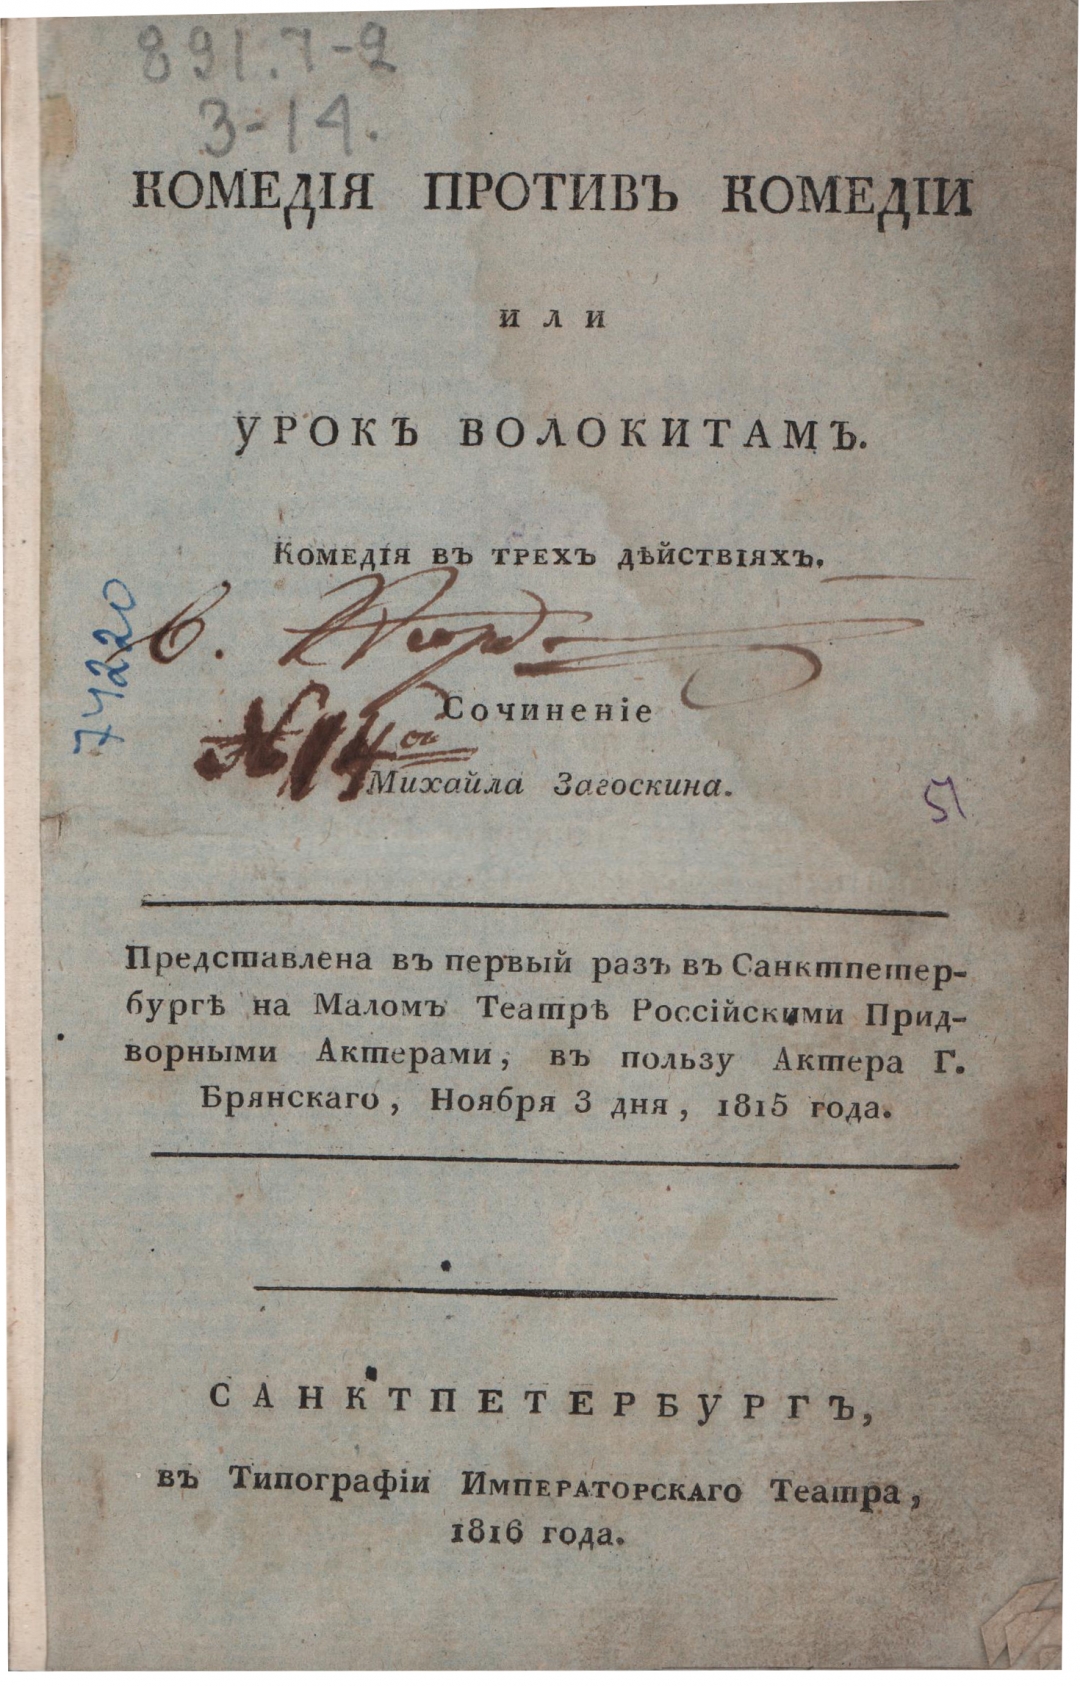 891.7-2
З-14.
КОМЕДІЯ ПРОТИВЪ КОМЕДІИ
ИЛИ
УРОКЪ ВОЛОКИТАМЪ.
Комедія въ трехъ дѣйствіяхъ.
74220
Сочиненіе
№ 14
Михайла Загоскина.
51
Представлена въ первый разъ въ Санктпетер-
бургѣ на Маломъ Театрѣ Россійскими Прид-
ворными Актерами, въ пользу Актера Г.
Брянскаго, Ноября 3 дня, 1815 года.
САНКТПЕТЕРБУРГЪ,
въ Типографіи ИМПЕРАТОРСКАГО Театра,
1816 года.